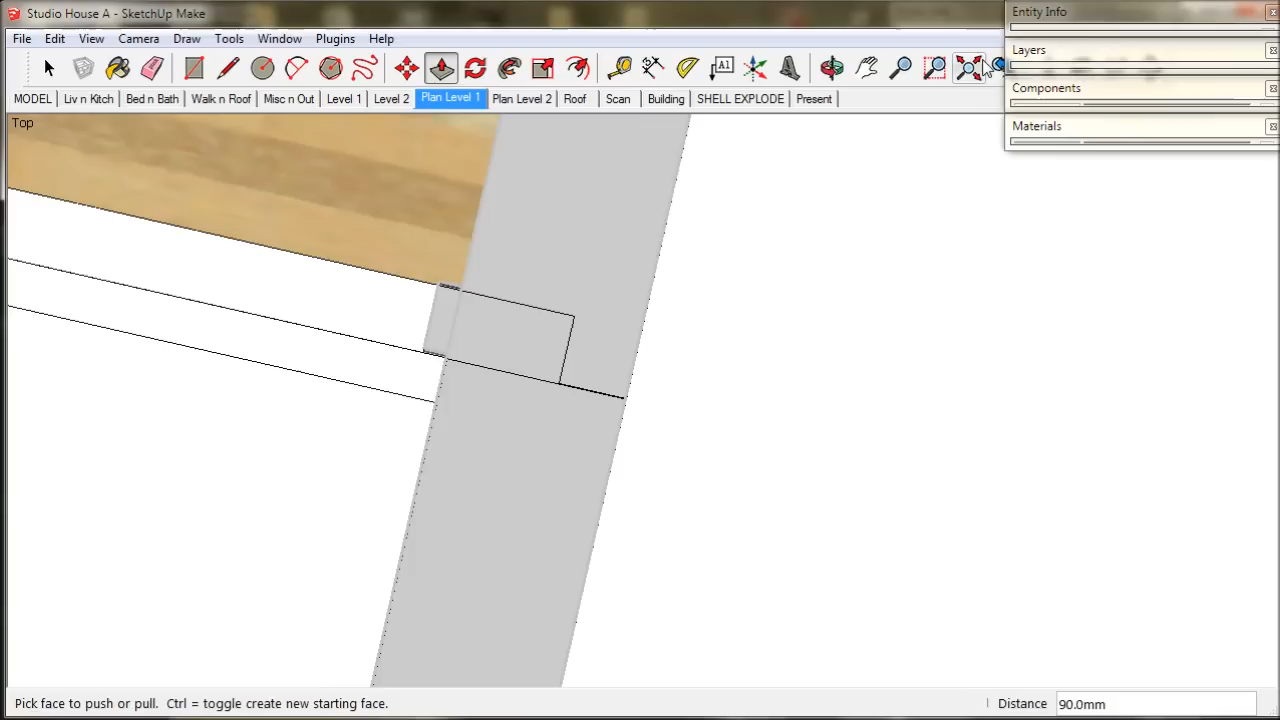 Studio House A - SketchUp Make
Entity Info
File Edit View Camera Draw Tools Window Plugins Help
Layers
A1
Components
MODEL Liv n Kitch Bed n Bath Walk n Roof Misc n Out Level 1 Level 2 Plan Level 1 Plan Level 2 Roof Scan Building SHELL EXPLODE Present
Top
Materials
Pick face to push or pull. Ctrl = toggle create new starting face.
Distance 90.0mm